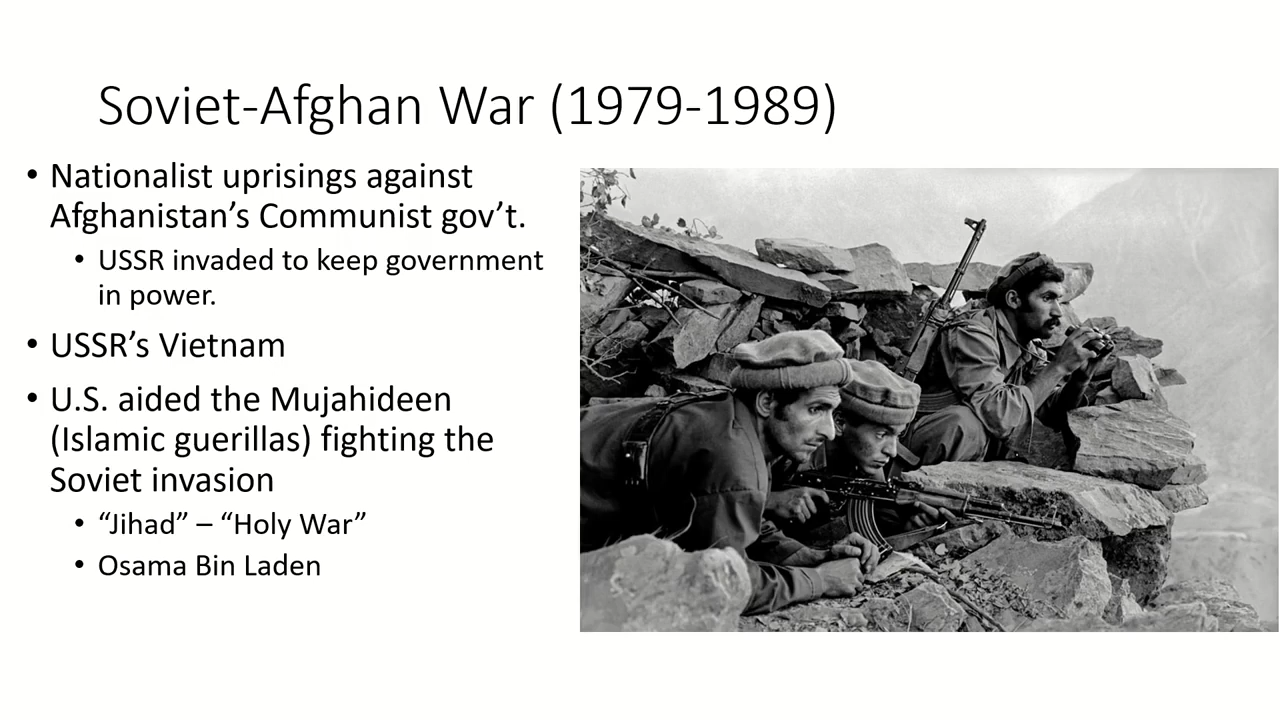 Soviet-Afghan War (1979-1989)
• Nationalist uprisings against
Afghanistan’s Communist gov’t.
• USSR invaded to keep government
in power.
• USSR’s Vietnam
• U.S. aided the Mujahideen
(Islamic guerillas) fighting the
Soviet invasion
• “Jihad” – “Holy War”
• Osama Bin Laden